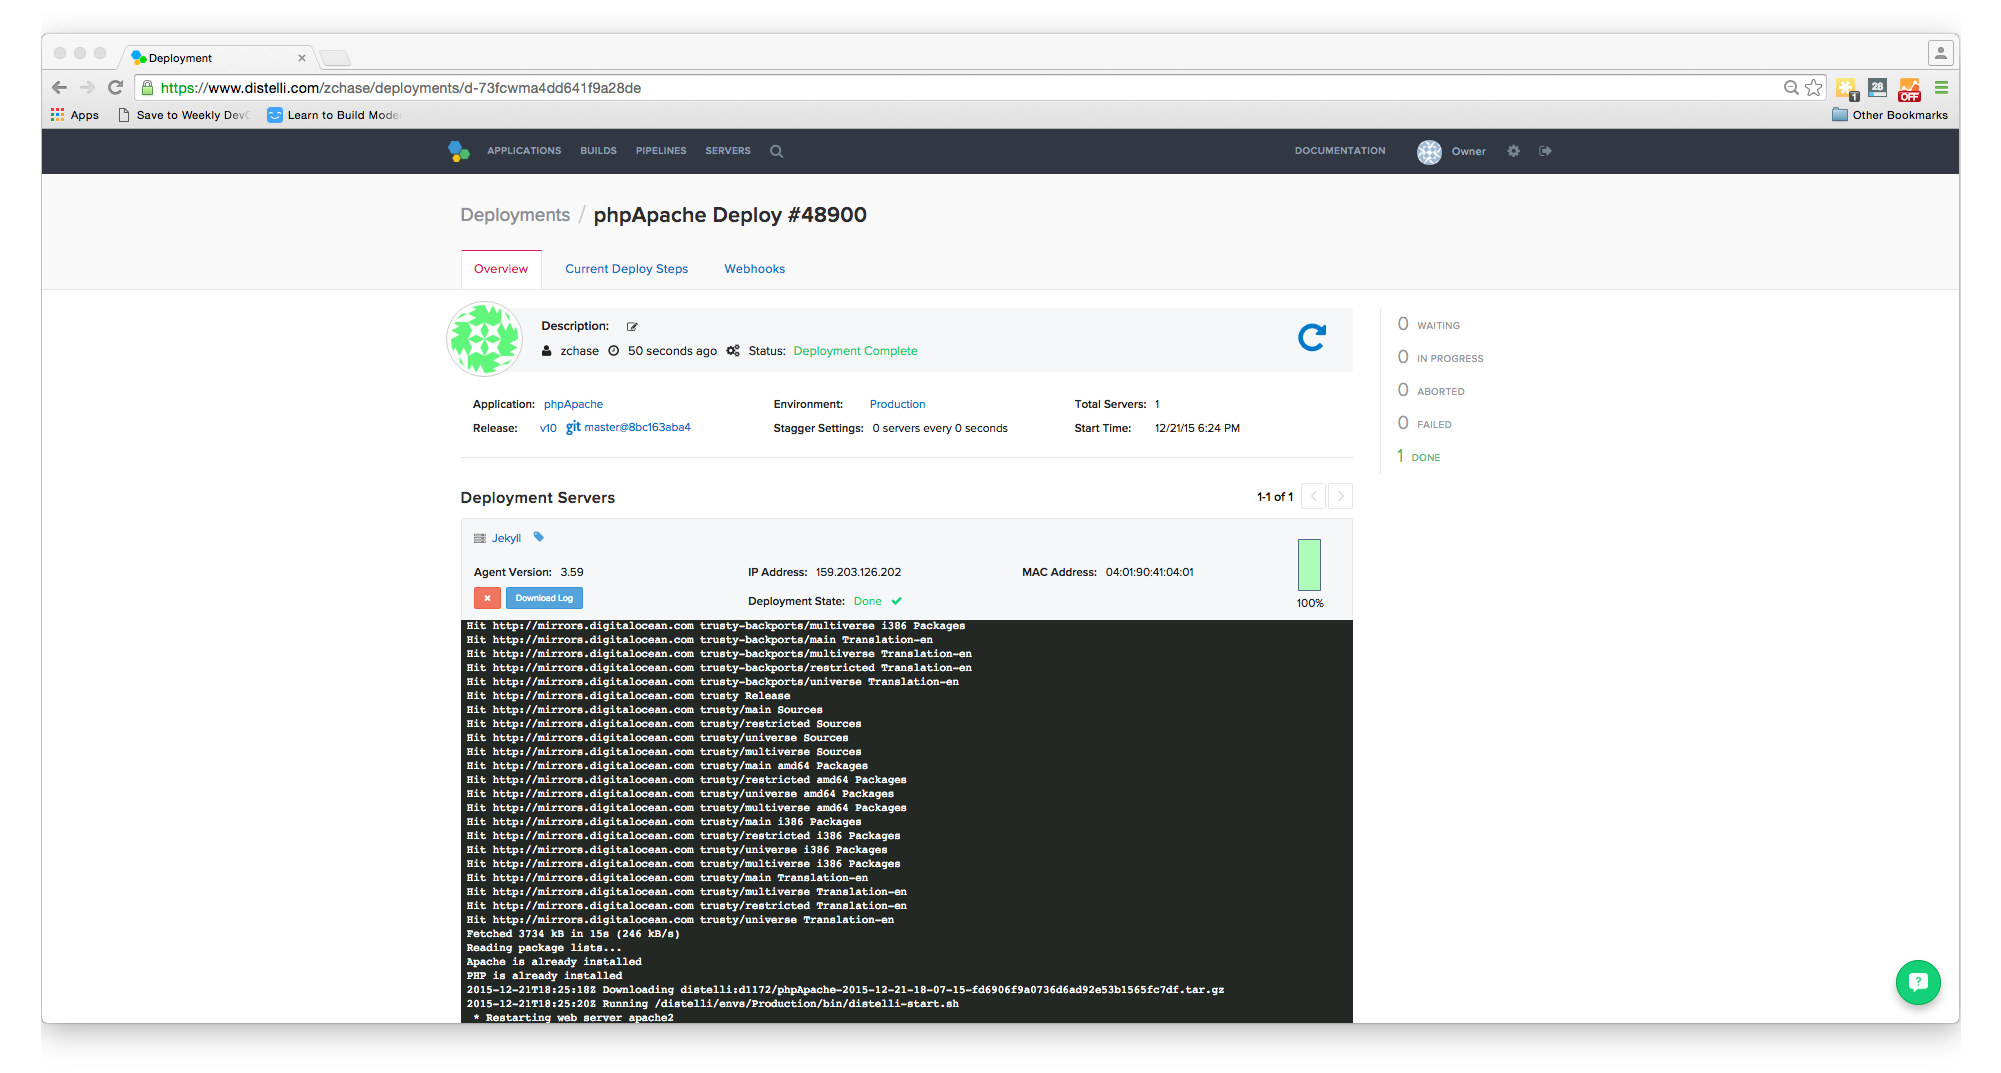 Deployment
https://www.distelli.com/zchase/deployments/d-73fcwma4dd641f9a28de
1
28
OFF
Apps
Save to Weekly DevC
Learn to Build Mode
Other Bookmarks
APPLICATIONS BUILDS PIPELINES SERVERS
DOCUMENTATION Owner
Deployments / phpApache Deploy #48900
Overview Current Deploy Steps Webhooks
Description:
zchase 50 seconds ago Status: Deployment Complete
0 WAITING
0 IN PROGRESS
0 ABORTED
0 FAILED
1 DONE
Application: phpApache Environment: Production Total Servers: 1
Release: v10 git master@8bc163aba4 Stagger Settings: 0 servers every 0 seconds Start Time: 12/21/15 6:24 PM
Deployment Servers 1-1 of 1
Jekyll
Agent Version: 3.59 IP Address: 159.203.126.202 MAC Address: 04:01:90:41:04:01
Download Log Deployment State: Done 100%
Hit http://mirrors.digitalocean.com trusty-backports/multiverse i386 Packages
Hit http://mirrors.digitalocean.com trusty-backports/main Translation-en
Hit http://mirrors.digitalocean.com trusty-backports/multiverse Translation-en
Hit http://mirrors.digitalocean.com trusty-backports/restricted Translation-en
Hit http://mirrors.digitalocean.com trusty-backports/universe Translation-en
Hit http://mirrors.digitalocean.com trusty Release
Hit http://mirrors.digitalocean.com trusty/main Sources
Hit http://mirrors.digitalocean.com trusty/restricted Sources
Hit http://mirrors.digitalocean.com trusty/universe Sources
Hit http://mirrors.digitalocean.com trusty/multiverse Sources
Hit http://mirrors.digitalocean.com trusty/main amd64 Packages
Hit http://mirrors.digitalocean.com trusty/restricted amd64 Packages
Hit http://mirrors.digitalocean.com trusty/universe amd64 Packages
Hit http://mirrors.digitalocean.com trusty/multiverse amd64 Packages
Hit http://mirrors.digitalocean.com trusty/main i386 Packages
Hit http://mirrors.digitalocean.com trusty/restricted i386 Packages
Hit http://mirrors.digitalocean.com trusty/universe i386 Packages
Hit http://mirrors.digitalocean.com trusty/multiverse i386 Packages
Hit http://mirrors.digitalocean.com trusty/main Translation-en
Hit http://mirrors.digitalocean.com trusty/multiverse Translation-en
Hit http://mirrors.digitalocean.com trusty/restricted Translation-en
Hit http://mirrors.digitalocean.com trusty/universe Translation-en
Fetched 3734 kB in 15s (246 kB/s)
Reading package lists...
Apache is already installed
PHP is already installed
2015-12-21T18:25:18Z Downloading distelli:d1172/phpApache-2015-12-21-18-07-15-fd6906f9a0736d6ad92e53b1565fc7df.tar.gz
2015-12-21T18:25:20Z Running /distelli/envs/Production/bin/distelli-start.sh
* Restarting web server apache2